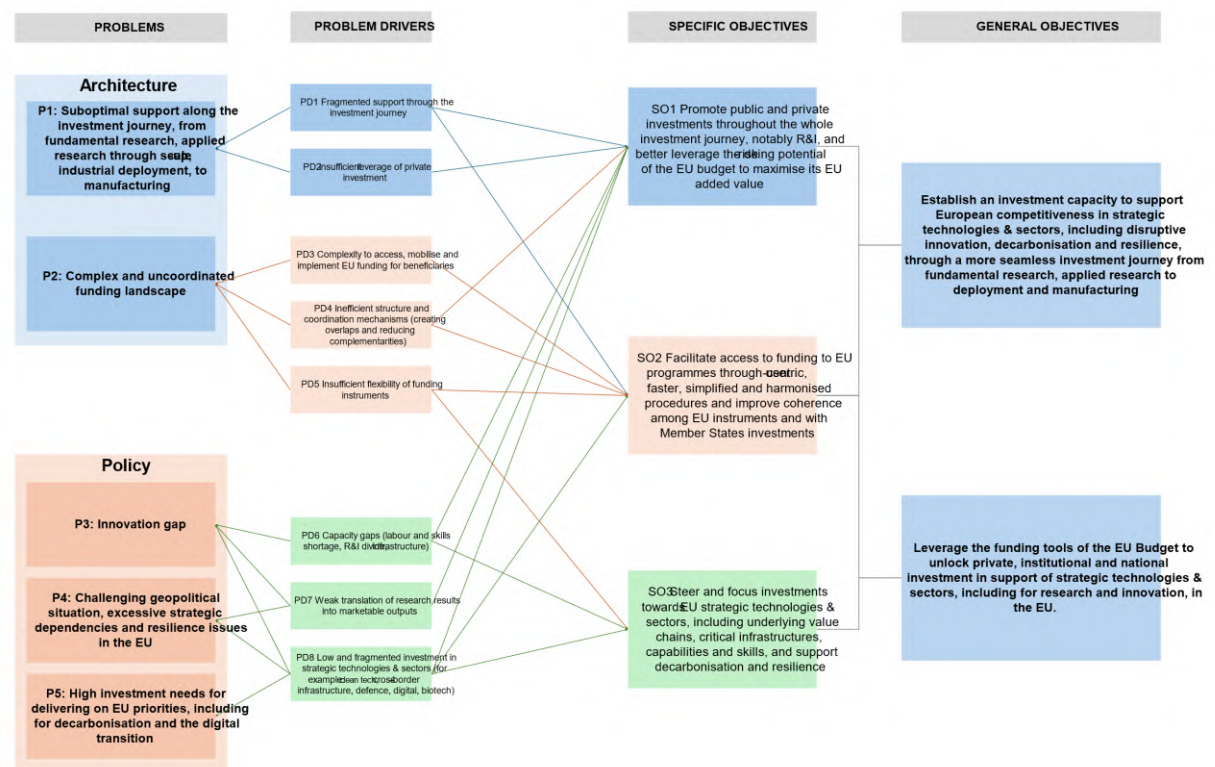 PROBLEMS
PROBLEM DRIVERS
SPECIFIC OBJECTIVES
GENERAL OBJECTIVES
Architecture
P1: Suboptimal support along the
investment journey, from
fundamental research, applied
research through
industrial deployment, to
manufacturing
P2: Complex and uncoordinated
funding landscape
Policy
P3: Innovation gap
P4: Challenging geopolitical
situation, excessive strategic
dependencies and resilience issues
in the EU
P5: High investment needs for
delivering on EU priorities, including
for decarbonisation and the digital
transition
PD1 Fragmented support through the
investment journey
PD2 Insufficient leverage of private
investment
PD3 Complexity to access, mobilise and
implement EU funding for beneficiaries
PD4 Inefficient structure and
coordination mechanisms (creating
overlaps and reducing
complementarities)
PD5 Insufficient flexibility of funding
instruments
PD6 Capacity gaps (labour and skills
shortage, R&I divide, infrastructure)
PD7 Weak translation of research results
into marketable outputs
PD8 Low and fragmented investment in
strategic technologies & sectors (for
example clean tech, cross-border
infrastructure, defence, digital, biotech)
SO1 Promote public and private
investments throughout the whole
investment journey, notably R&I, and
better leverage the potential
of the EU budget to maximise its EU
added value
SO2 Facilitate access to funding to EU
programmes through
faster, simplified and harmonised
procedures and improve coherence
among EU instruments and with
Member States investments
SO3 Steer and focus investments
towards EU strategic technologies &
sectors, including underlying value
chains, critical infrastructures,
capabilities and skills, and support
decarbonisation and resilience
Establish an investment capacity to support
European competitiveness in strategic
technologies & sectors, including disruptive
innovation, decarbonisation and resilience,
through a more seamless investment journey from
fundamental research, applied research to
deployment and manufacturing
Leverage the funding tools of the EU Budget to
unlock private, institutional and national
investment in support of strategic technologies &
sectors, including for research and innovation, in
the EU.